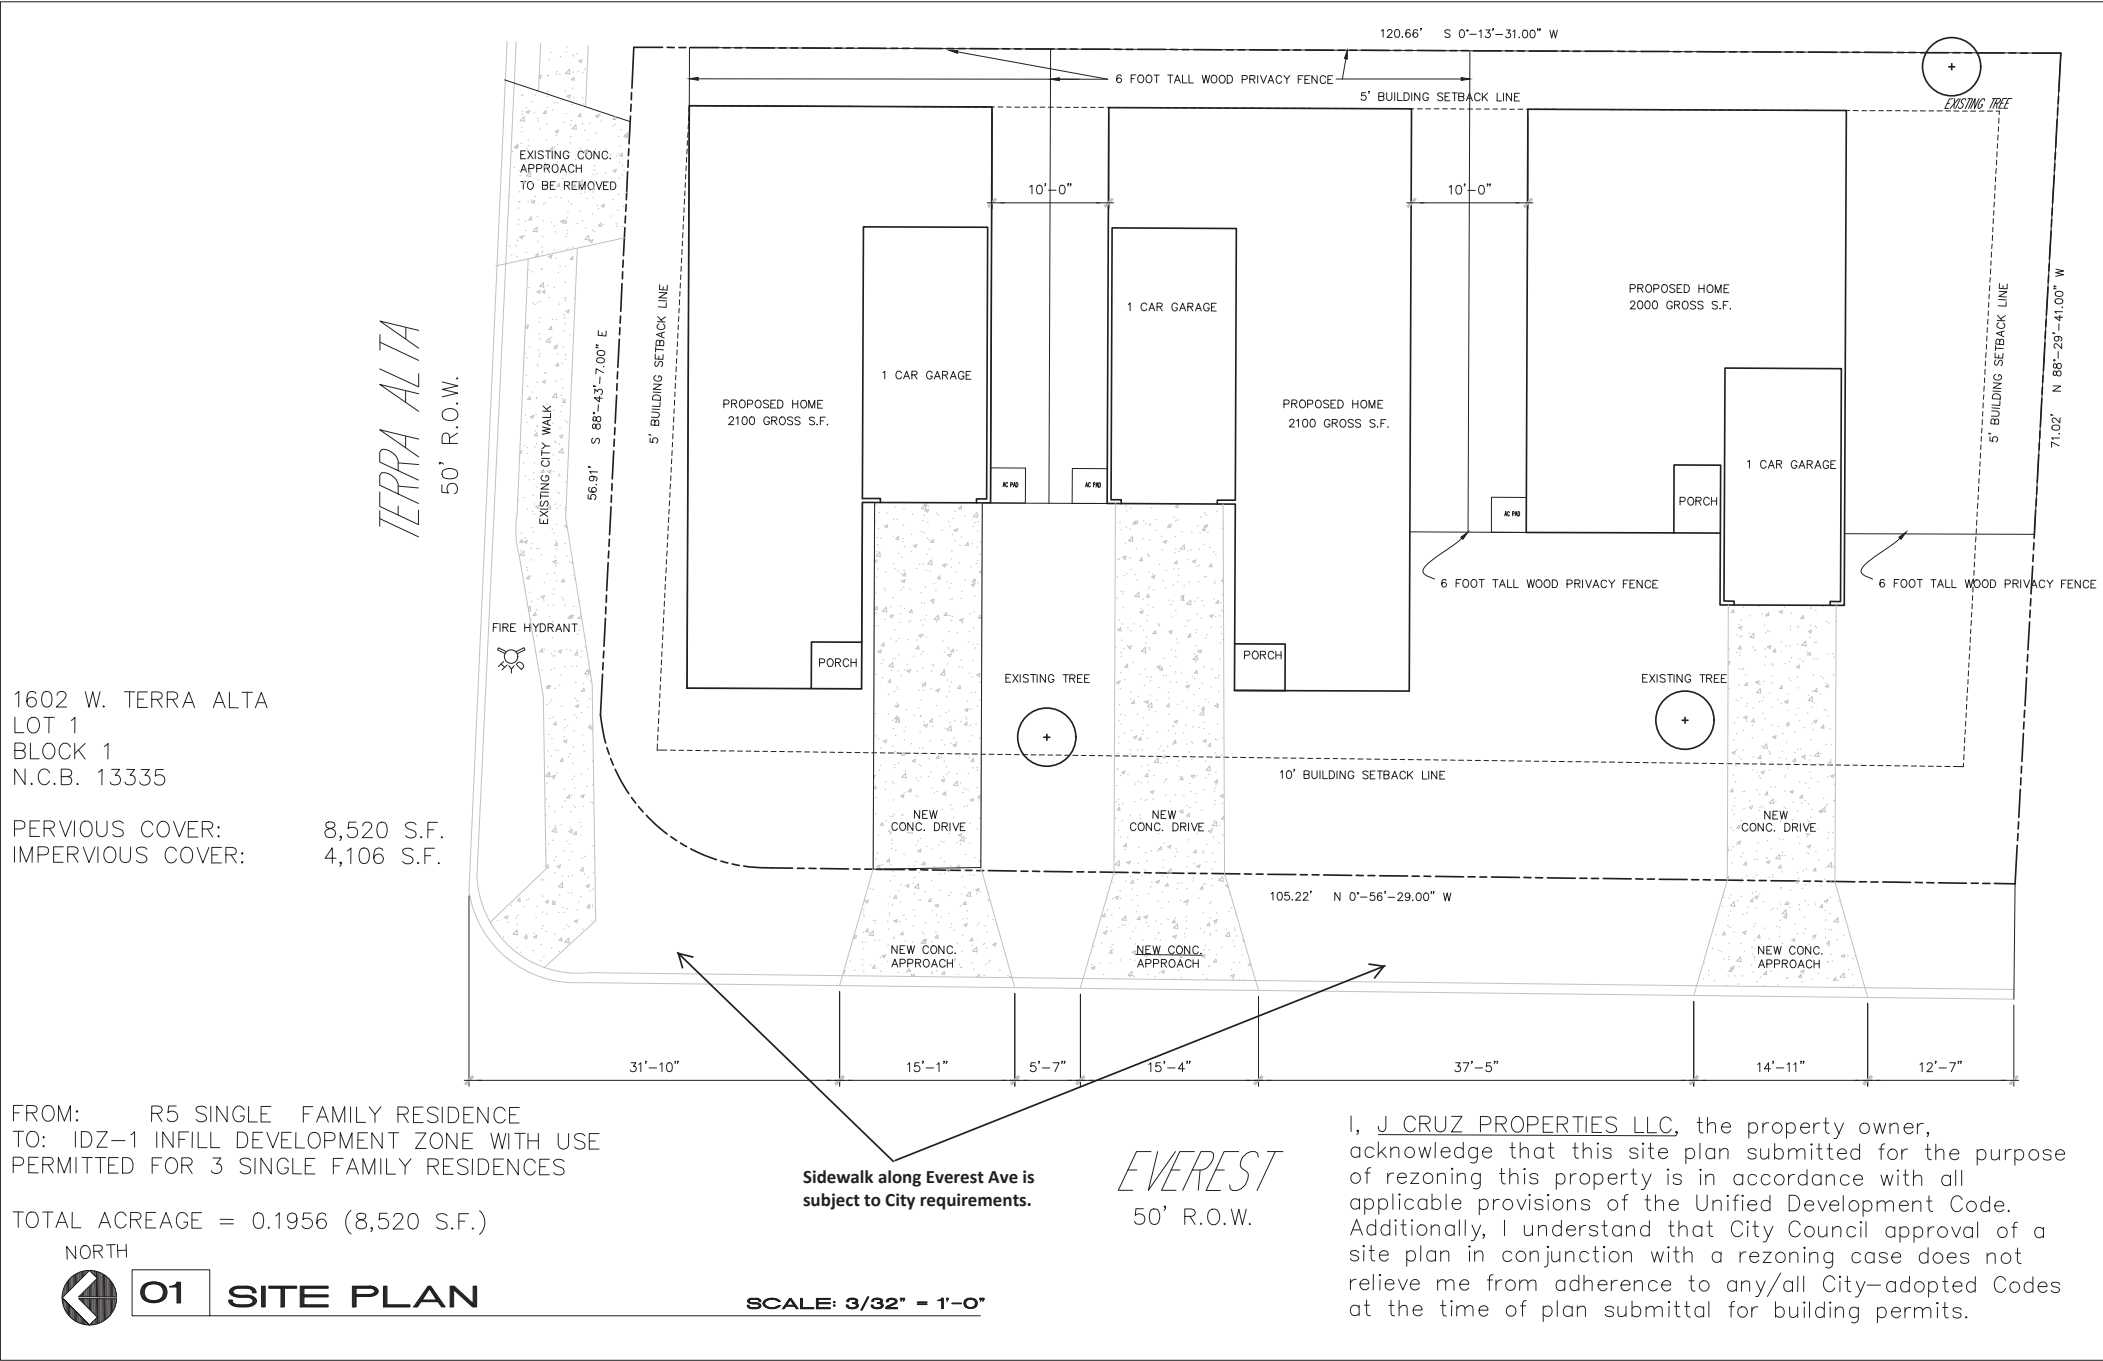 120.66' S 0°-13'-31.00" W
6 FOOT TALL WOOD PRIVACY FENCE
5' BUILDING SETBACK LINE
EXISTING TREE
EXISTING CONC.
APPROACH
TO BE REMOVED
10'-0"
10'-0"
TERRA ALTA
50' R.O.W.
EXISTING CITY WALK
56.91' S 88°-43'-7.00" E
5' BUILDING SETBACK LINE
PROPOSED HOME
2100 GROSS S.F.
1 CAR GARAGE
AC PAD
AC PAD
1 CAR GARAGE
PROPOSED HOME
2100 GROSS S.F.
PROPOSED HOME
2000 GROSS S.F.
1 CAR GARAGE
PORCH
AC PAD
5' BUILDING SETBACK LINE
71.02' N 88°-29'-41.00" W
6 FOOT TALL WOOD PRIVACY FENCE
6 FOOT TALL WOOD PRIVACY FENCE
FIRE HYDRANT
PORCH
PORCH
EXISTING TREE
EXISTING TREE
10' BUILDING SETBACK LINE
NEW
CONC. DRIVE
NEW
CONC. DRIVE
NEW
CONC. DRIVE
105.22' N 0°-56'-29.00" W
NEW CONC.
APPROACH
NEW CONC.
APPROACH
NEW CONC.
APPROACH
1602 W. TERRA ALTA
LOT 1
BLOCK 1
N.C.B. 13335
PERVIOUS COVER: 8,520 S.F.
IMPERVIOUS COVER: 4,106 S.F.
31'-10" 15'-1" 5'-7" 15'-4" 37'-5" 14'-11" 12'-7"
FROM: R5 SINGLE FAMILY RESIDENCE
TO: IDZ-1 INFILL DEVELOPMENT ZONE WITH USE
PERMITTED FOR 3 SINGLE FAMILY RESIDENCES
TOTAL ACREAGE = 0.1956 (8,520 S.F.)
NORTH
01 SITE PLAN
SCALE: 3/32" = 1'-0"
Sidewalk along Everest Ave is
subject to City requirements.
EVEREST
50' R.O.W.
I, J CRUZ PROPERTIES LLC, the property owner,
acknowledge that this site plan submitted for the purpose
of rezoning this property is in accordance with all
applicable provisions of the Unified Development Code.
Additionally, I understand that City Council approval of a
site plan in conjunction with a rezoning case does not
relieve me from adherence to any/all City-adopted Codes
at the time of plan submittal for building permits.